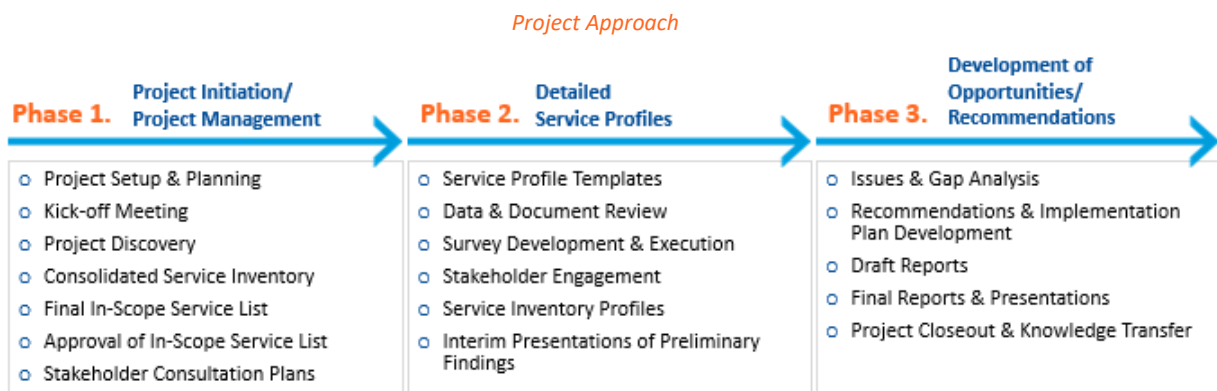 Project Approach
Phase 1.
Project Initiation/
Project Management
Project Setup & Planning
Kick-off Meeting
Project Discovery
Consolidated Service Inventory
Final In-Scope Service List
Approval of In-Scope Service List
Stakeholder Consultation Plans
Phase 2.
Detailed
Service Profiles
Service Profile Templates
Data & Document Review
Survey Development & Execution
Stakeholder Engagement
Service Inventory Profiles
Interim Presentations of Preliminary
Findings
Phase 3.
Development of
Opportunities/
Recommendations
Issues & Gap Analysis
Recommendations & Implementation
Plan Development
Draft Reports
Final Reports & Presentations
Project Closeout & Knowledge Transfer